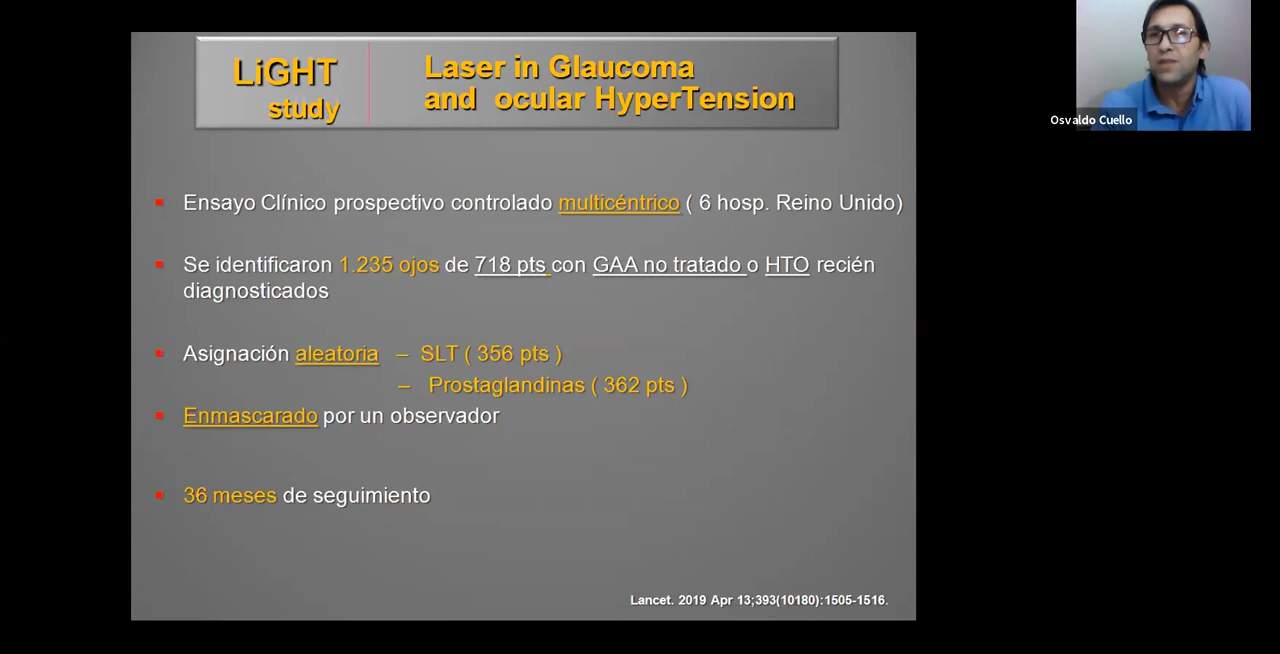 LiGHT
study
Laser in Glaucoma
and ocular HyperTension
Osvaldo Cuello
Ensayo Clínico prospectivo controlado multicéntrico ( 6 hosp. Reino Unido)
Se identificaron 1.235 ojos de 718 pts con GAA no tratado o HTO recién
diagnosticados
Asignación aleatoria – SLT ( 356 pts )
– Prostaglandinas ( 362 pts )
Enmascarado por un observador
36 meses de seguimiento
Lancet. 2019 Apr 13;393(10180):1505-1516.